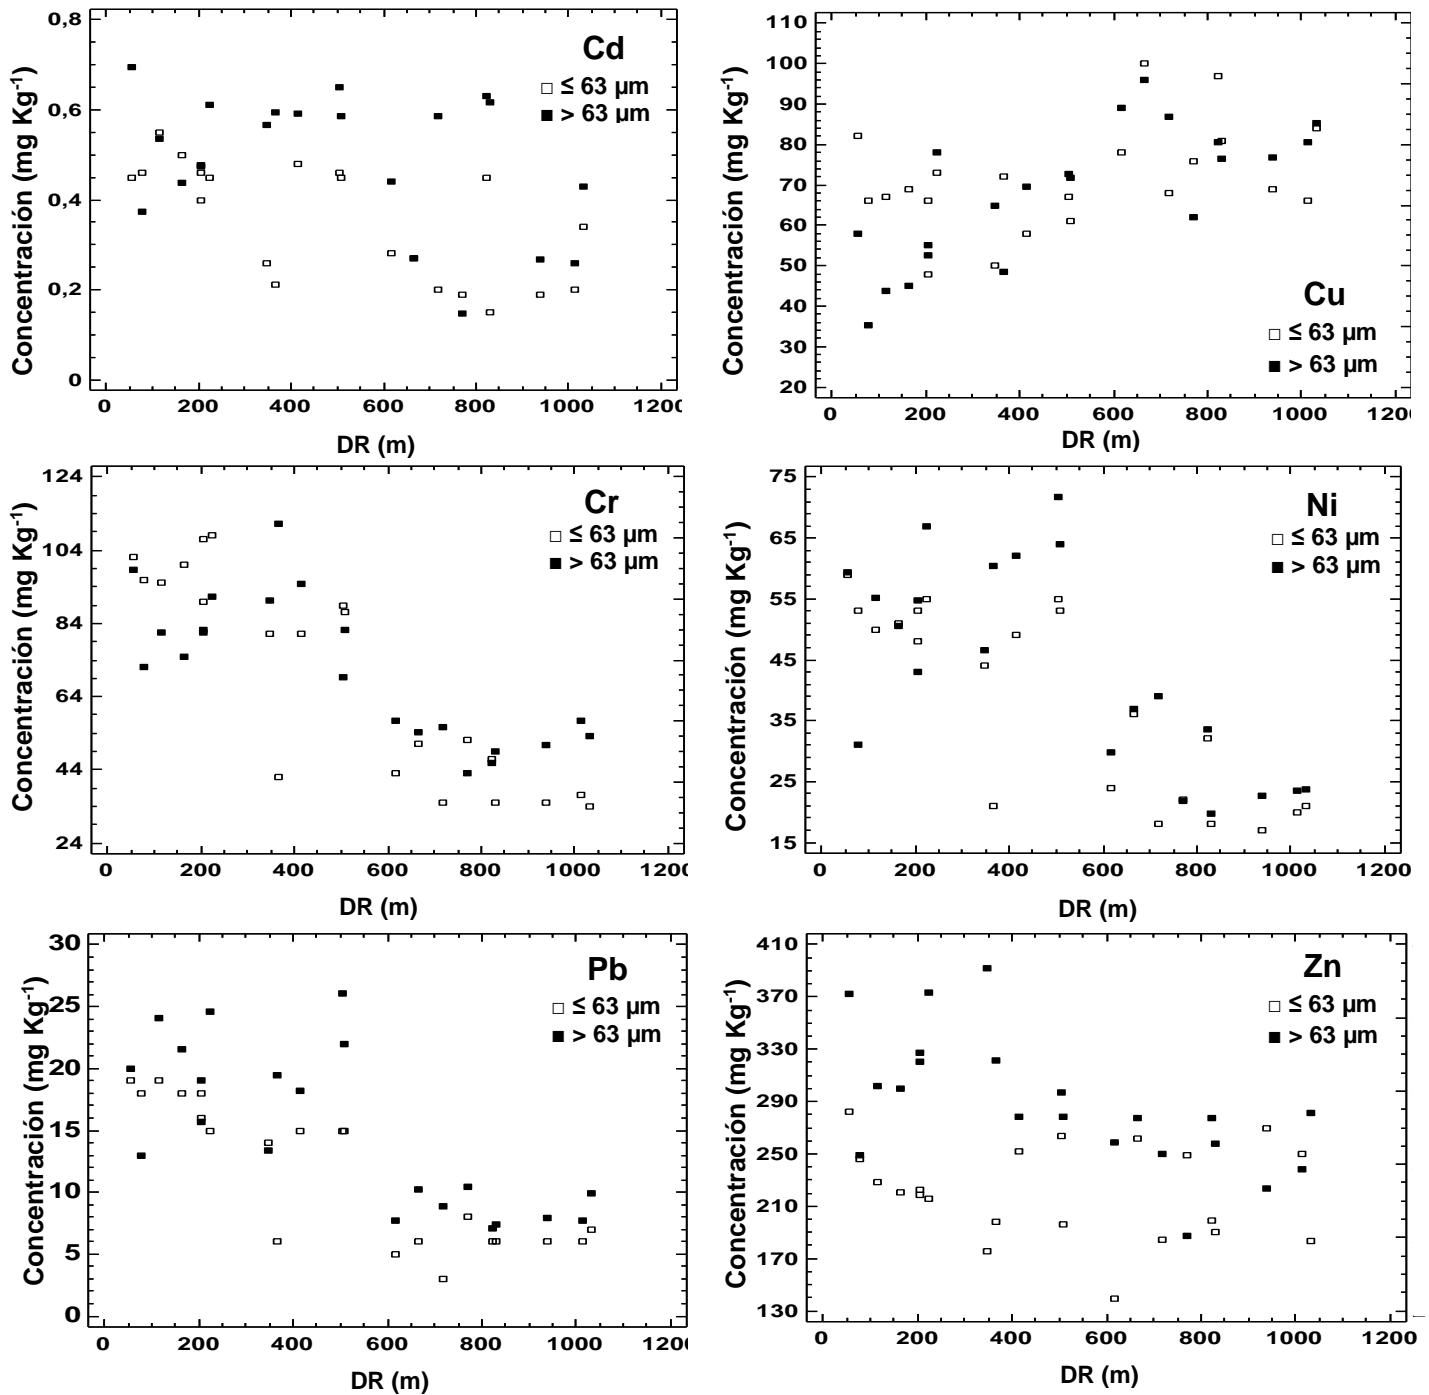 Cd
□ ≤ 63 µm
■ > 63 µm
Concentración (mg Kg-1)
0,8
0,6
0,4
0,2
0
0 200 400 600 800 1000 1200
DR (m)
Cu
□ ≤ 63 µm
■ > 63 µm
Concentración (mg Kg-1)
110
100
90
80
70
60
50
40
30
20
0 200 400 600 800 1000 1200
DR (m)
Cr
□ ≤ 63 µm
■ > 63 µm
Concentración (mg Kg-1)
124
104
84
64
44
24
0 200 400 600 800 1000 1200
DR (m)
Ni
□ ≤ 63 µm
■ > 63 µm
Concentración (mg Kg-1)
75
65
55
45
35
25
15
0 200 400 600 800 1000 1200
DR (m)
Pb
□ ≤ 63 µm
■ > 63 µm
Concentración (mg Kg-1)
30
25
20
15
10
5
0
0 200 400 600 800 1000 1200
DR (m)
Zn
□ ≤ 63 µm
■ > 63 µm
Concentración (mg Kg-1)
410
370
330
290
250
210
170
130
0 200 400 600 800 1000 1200
DR (m)